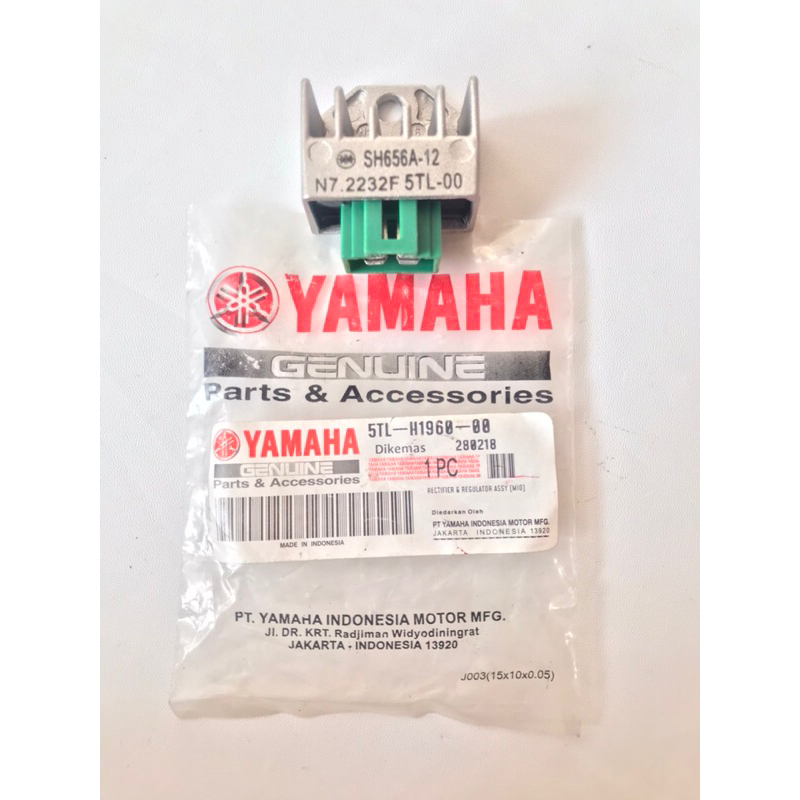 SH656A-12
N7.2232F 5TL-00
YAMAHA
GENUINE
Parts & Accessories
YAMAHA
GENUINE
Parts & Accessories
5TL-H1960-00
Dikemas 280218
1 PC
RECTIFIER & REGULATOR ASSY (MIO)
Diedarkan Oleh
PT YAMAHA INDONESIA MOTOR MFG.
JAKARTA INDONESIA 13920
MADE IN INDONESIA
PT. YAMAHA INDONESIA MOTOR MFG.
Jl. DR. KRT. Radjiman Widyodiningrat
JAKARTA - INDONESIA 13920
J003(15x10x0.05)